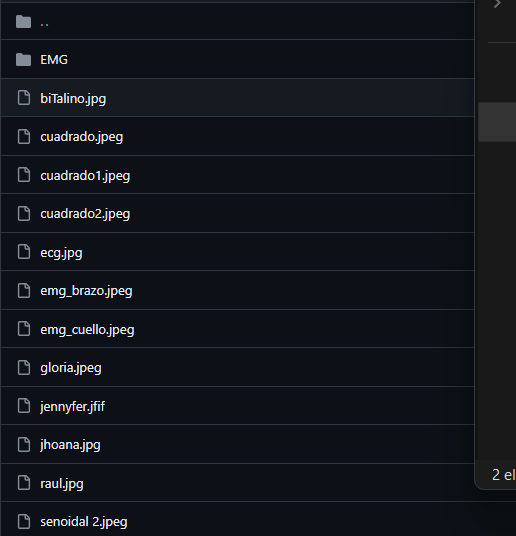 ..
EMG
biTalino.jpg
cuadrado.jpeg
cuadrado1.jpeg
cuadrado2.jpeg
ecg.jpg
emg_brazo.jpeg
emg_cuello.jpeg
gloria.jpeg
jennyfer.jfif
jhoana.jpg
raul.jpg
2 el
senoidal 2.jpeg